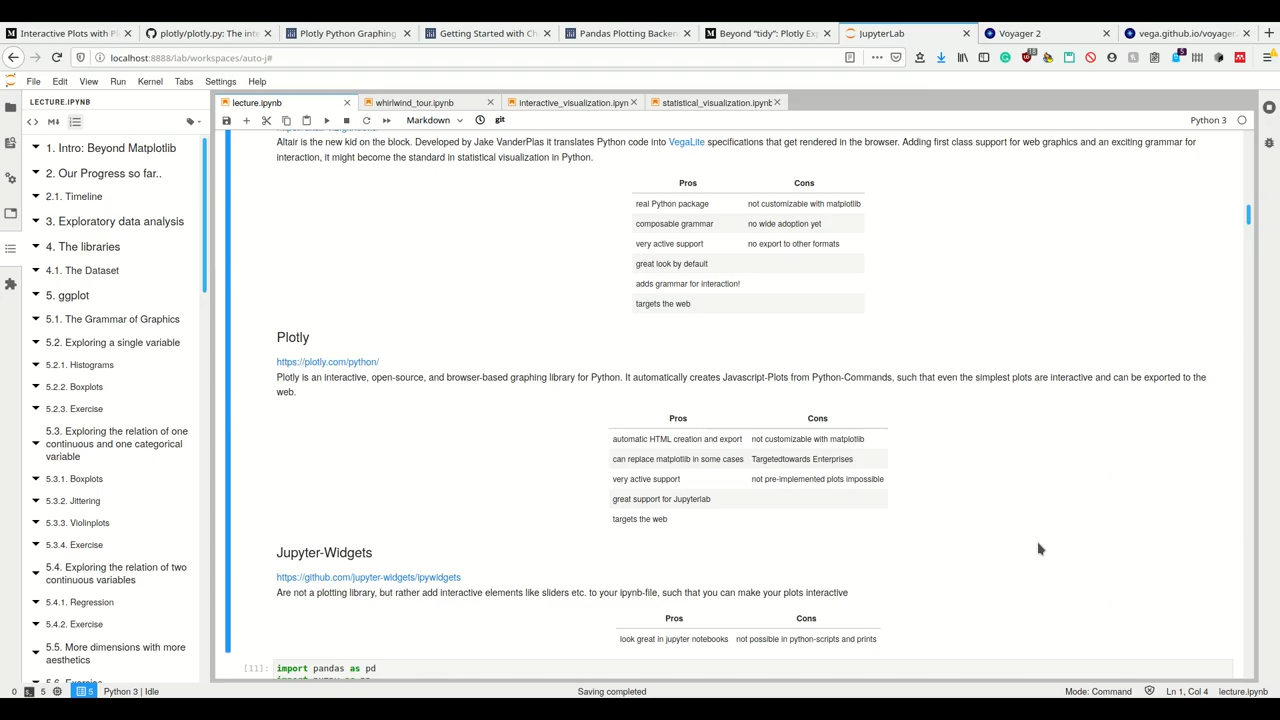 Interactive Plots with Pl
plotly/plotly.py: The inte
Plotly Python Graphing
Getting Started with Ch
Pandas Plotting Backen
Beyond “tidy”: Plotly Ex
JupyterLab
Voyager 2
vega.github.io/voyager
localhost:8888/lab/workspaces/auto-j#
File Edit View Run Kernel Tabs Settings Help
LECTURE.IPYNB
lecture.ipynb
whirlwind_tour.ipynb
interactive_visualization.ipyn
statistical_visualization.ipynb
Markdown
git
Python 3
1. Intro: Beyond Matplotlib
2. Our Progress so far..
2.1. Timeline
3. Exploratory data analysis
4. The libraries
4.1. The Dataset
5. ggplot
5.1. The Grammar of Graphics
5.2. Exploring a single variable
5.2.1. Histograms
5.2.2. Boxplots
5.2.3. Exercise
5.3. Exploring the relation of one
continuous and one categorical
variable
5.3.1. Boxplots
5.3.2. Jittering
5.3.3. Violinplots
5.3.4. Exercise
5.4. Exploring the relation of two
continuous variables
5.4.1. Regression
5.4.2. Exercise
5.5. More dimensions with more
aesthetics
Altair is the new kid on the block. Developed by Jake VanderPlas it translates Python code into VegaLite specifications that get rendered in the browser. Adding first class support for web graphics and an exciting grammar for
interaction, it might become the standard in statistical visualization in Python.
Pros Cons
real Python package not customizable with matplotlib
composable grammar no wide adoption yet
very active support no export to other formats
great look by default
adds grammar for interaction!
targets the web
Plotly
https://plotly.com/python/
Plotly is an interactive, open-source, and browser-based graphing library for Python. It automatically creates Javascript-Plots from Python-Commands, such that even the simplest plots are interactive and can be exported to the
web.
Pros Cons
automatic HTML creation and export not customizable with matplotlib
can replace matplotlib in some cases Targetedtowards Enterprises
very active support not pre-implemented plots impossible
great support for Jupyterlab
targets the web
Jupyter-Widgets
https://github.com/jupyter-widgets/ipywidgets
Are not a plotting library, but rather add interactive elements like sliders etc. to your ipynb-file, such that you can make your plots interactive
Pros Cons
look great in jupyter notebooks not possible in python-scripts and prints
[11]: import pandas as pd
0 5 5 Python 3 | Idle
Saving completed
Mode: Command
Ln 1, Col 4
lecture.ipynb